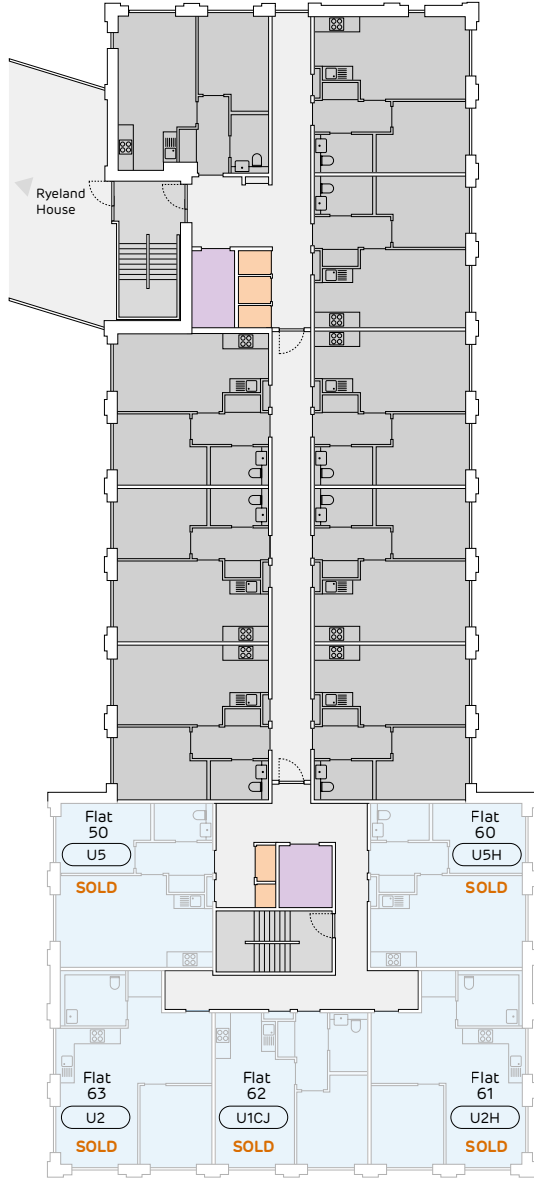 Ryeland
House
Flat
50
U5
SOLD
Flat
60
U5H
SOLD
Flat
63
U2
SOLD
Flat
62
U1CJ
SOLD
Flat
61
U2H
SOLD